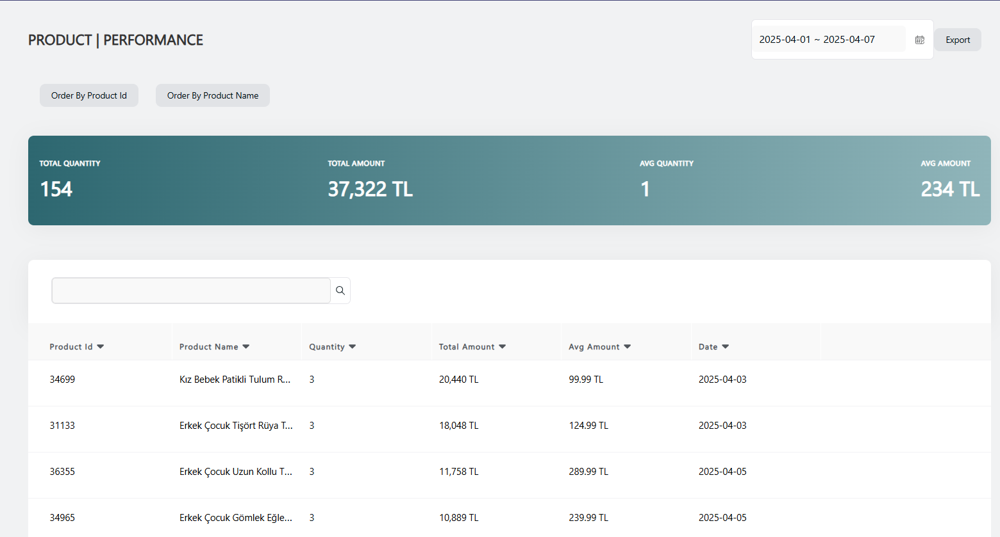 PRODUCT | PERFORMANCE
2025-04-01 ~ 2025-04-07
Export
Order By Product Id
Order By Product Name
TOTAL QUANTITY
154
TOTAL AMOUNT
37,322 TL
AVG QUANTITY
1
AVG AMOUNT
234 TL
Product Id Product Name Quantity Total Amount Avg Amount Date
34699 Kız Bebek Patikli Tulum R... 3 20,440 TL 99.99 TL 2025-04-03
31133 Erkek Çocuk Tişört Rüya T... 3 18,048 TL 124.99 TL 2025-04-03
36355 Erkek Çocuk Uzun Kollu T... 3 11,758 TL 289.99 TL 2025-04-05
34965 Erkek Çocuk Gömlek Eğle... 3 10,889 TL 239.99 TL 2025-04-05